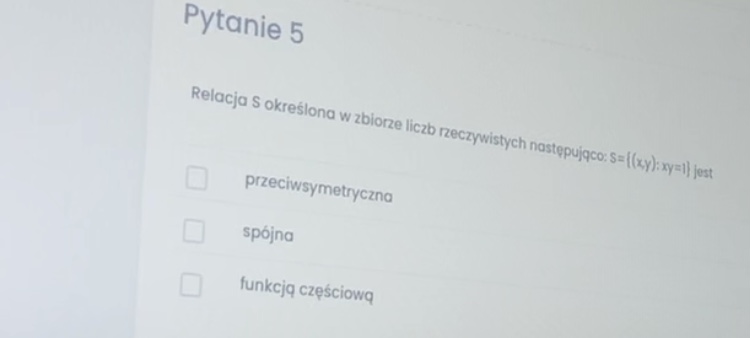 Pytanie 5
Relacja S określona w zbiorze liczb rzeczywistych następująco: S={(x,y): xy=1} jest
przeciwsymetryczna
spójna
funkcją częściową